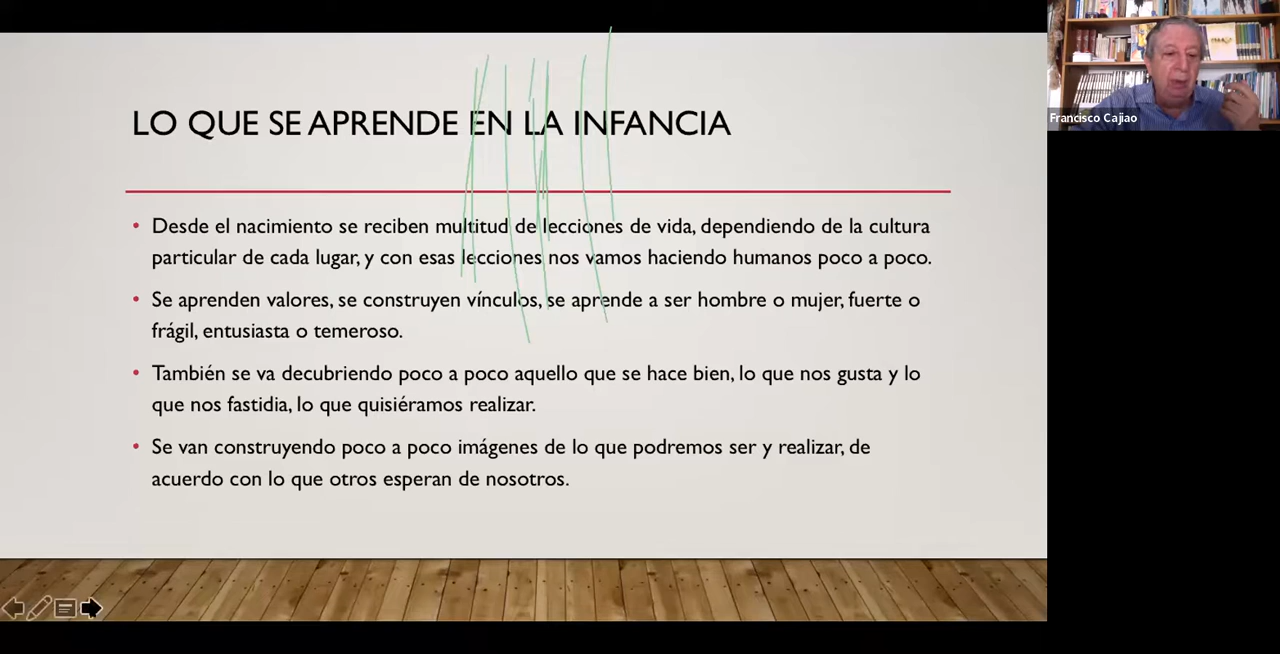 LO QUE SE APRENDE EN LA INFANCIA
• Desde el nacimiento se reciben multitud de lecciones de vida, dependiendo de la cultura
particular de cada lugar, y con esas lecciones nos vamos haciendo humanos poco a poco.
• Se aprenden valores, se construyen vínculos, se aprende a ser hombre o mujer, fuerte o
frágil, entusiasta o temeroso.
• También se va decubriendo poco a poco aquello que se hace bien, lo que nos gusta y lo
que nos fastidia, lo que quisiéramos realizar.
• Se van construyendo poco a poco imágenes de lo que podremos ser y realizar, de
acuerdo con lo que otros esperan de nosotros.
Francisco Cajiao